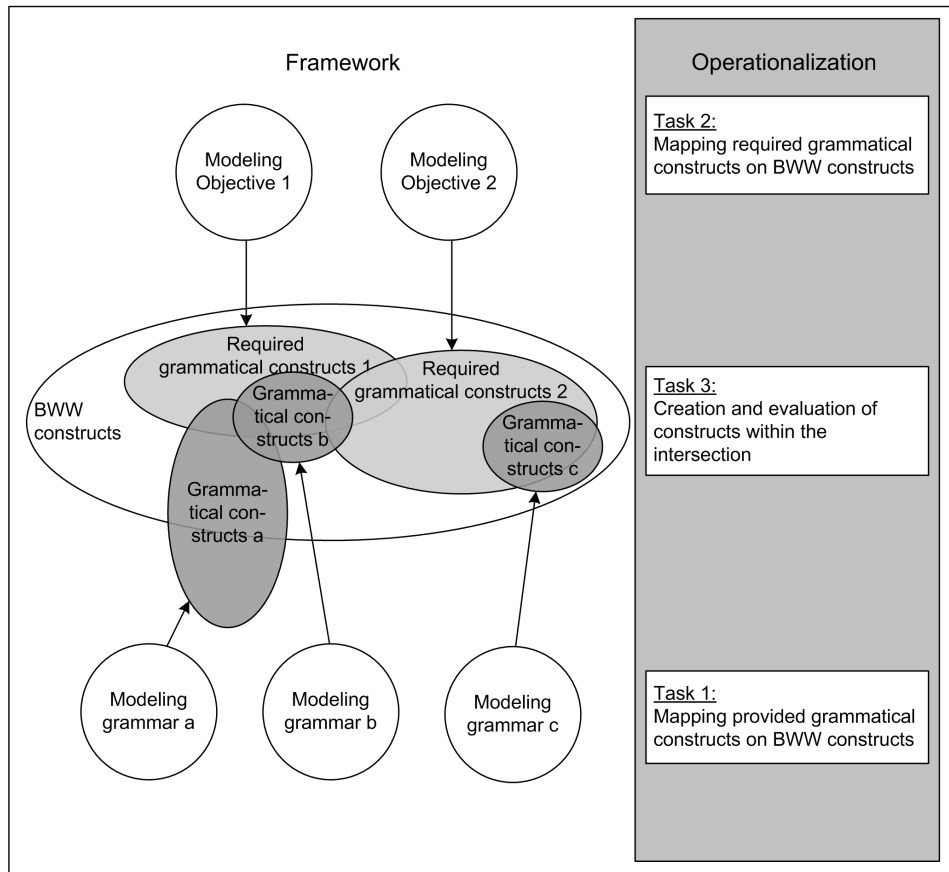 Framework
Operationalization
Modeling
Objective 1
Modeling
Objective 2
Task 2:
Mapping required grammatical
constructs on BWW constructs
Required
grammatical constructs 1
Required
grammatical constructs 2
BWW
constructs
Gramma-
tical con-
structs b
Gramma-
tical con-
structs c
Gramma-
tical con-
structs a
Task 3:
Creation and evaluation of
constructs within the
intersection
Modeling
grammar a
Modeling
grammar b
Modeling
grammar c
Task 1:
Mapping provided grammatical
constructs on BWW constructs